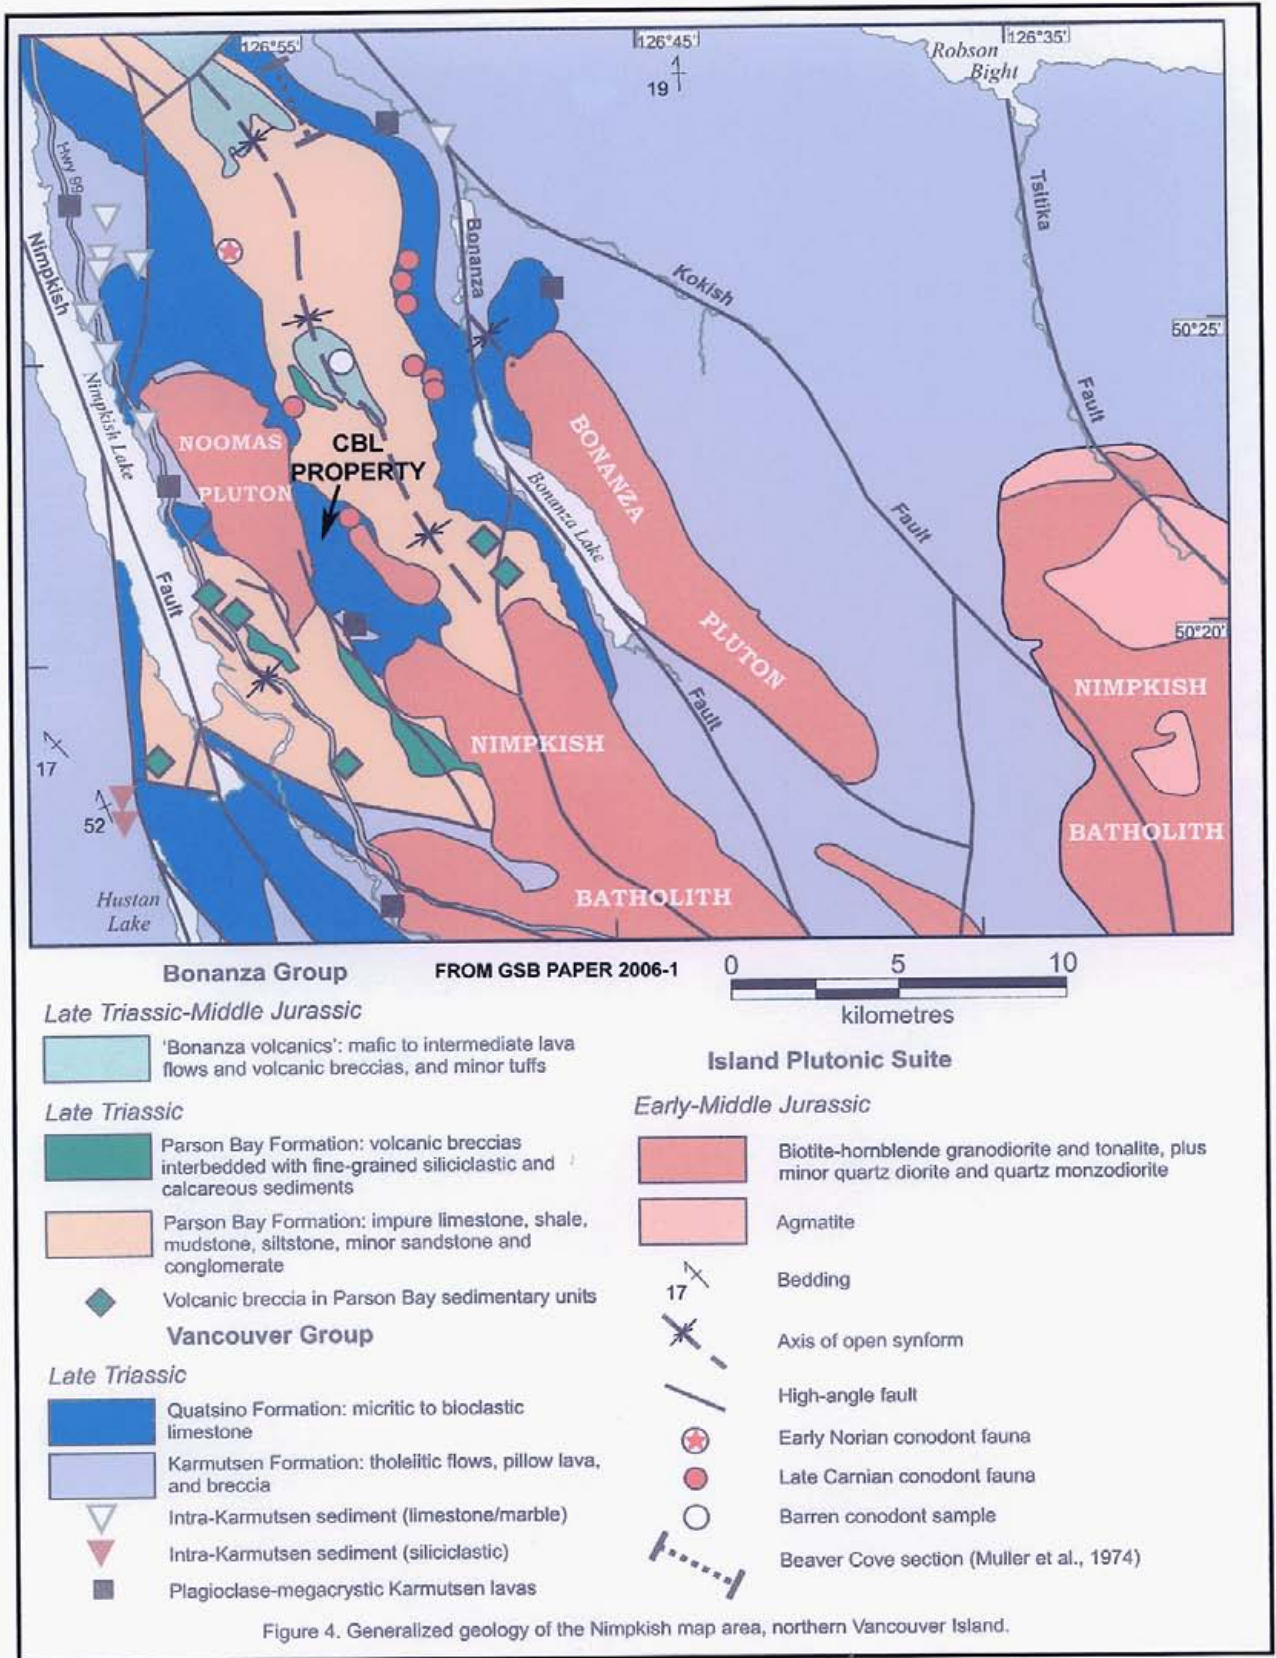 126°55'
126°45'
126°35'
Robson
Bight
19
Hwy 99
Tsitika
Bonanza
Nimpkish
Kokish
50°25'
Nimpkish Lake
Fault
NOOMAS
PLUTON
CBL
PROPERTY
BONANZA
Bonanza Lake
Fault
Fault
50°20'
PLUTON
NIMPKISH
Fault
NIMPKISH
17
52
BATHOLITH
Hustan
Lake
BATHOLITH
Bonanza Group
FROM GSB PAPER 2006-1
0 5 10
kilometres
Late Triassic-Middle Jurassic
'Bonanza volcanics': mafic to intermediate lava
flows and volcanic breccias, and minor tuffs
Late Triassic
Parson Bay Formation: volcanic breccias
interbedded with fine-grained siliciclastic and
calcareous sediments
Parson Bay Formation: impure limestone, shale,
mudstone, siltstone, minor sandstone and
conglomerate
Volcanic breccia in Parson Bay sedimentary units
Vancouver Group
Late Triassic
Quatsino Formation: micritic to bioclastic
limestone
Karmutsen Formation: tholeiitic flows, pillow lava,
and breccia
Intra-Karmutsen sediment (limestone/marble)
Intra-Karmutsen sediment (siliciclastic)
Plagioclase-megacrystic Karmutsen lavas
Island Plutonic Suite
Early-Middle Jurassic
Biotite-hornblende granodiorite and tonalite, plus
minor quartz diorite and quartz monzodiorite
Agmatite
17
Bedding
Axis of open synform
High-angle fault
Early Norian conodont fauna
Late Carnian conodont fauna
Barren conodont sample
Beaver Cove section (Muller et al., 1974)
Figure 4. Generalized geology of the Nimpkish map area, northern Vancouver Island.